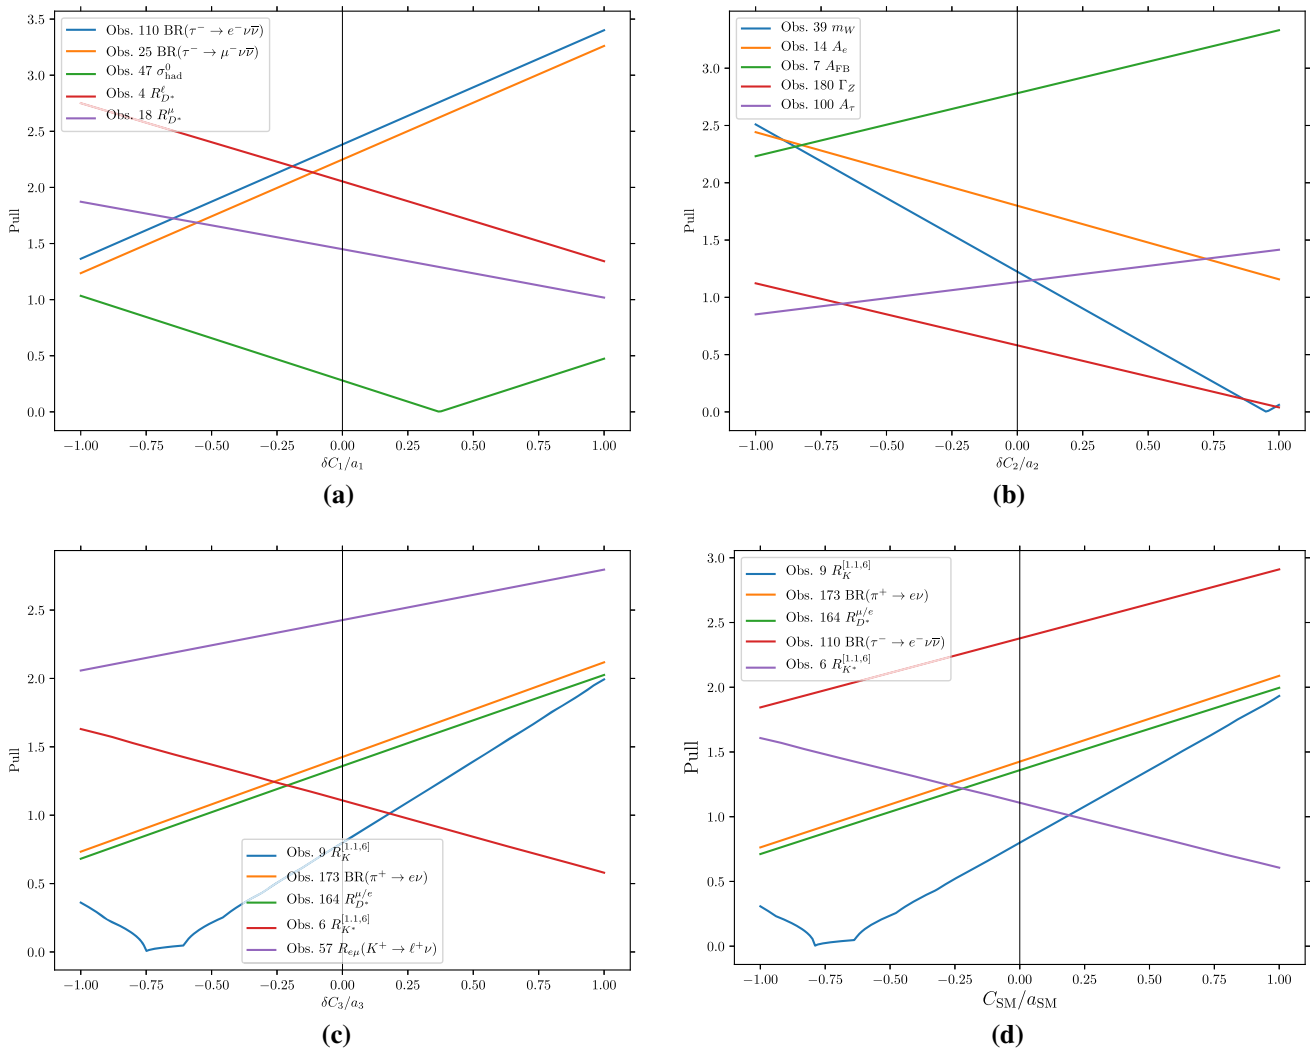 Obs. 110 BR(τ⁻ → e⁻νν̅)
Obs. 25 BR(τ⁻ → μ⁻νν̅)
Obs. 47 σ⁰_had
Obs. 4 R^ℓ_{D*}
Obs. 18 R^μ_{D*}
Pull
3.5
3.0
2.5
2.0
1.5
1.0
0.5
0.0
−1.00 −0.75 −0.50 −0.25 0.00 0.25 0.50 0.75 1.00
δC₁/a₁
(a)
Obs. 39 m_W
Obs. 14 A_e
Obs. 7 A_FB
Obs. 180 Γ_Z
Obs. 100 A_τ
Pull
3.0
2.5
2.0
1.5
1.0
0.5
0.0
−1.00 −0.75 −0.50 −0.25 0.00 0.25 0.50 0.75 1.00
δC₂/a₂
(b)
Pull
2.5
2.0
1.5
1.0
0.5
0.0
Obs. 9 R_K^{[1.1,6]}
Obs. 173 BR(π⁺ → eν)
Obs. 164 R_{D*}^{μ/e}
Obs. 6 R_{K*}^{[1.1,6]}
Obs. 57 R_{eμ}(K⁺ → ℓ⁺ν)
−1.00 −0.75 −0.50 −0.25 0.00 0.25 0.50 0.75 1.00
δC₃/a₃
(c)
Obs. 9 R_K^{[1.1,6]}
Obs. 173 BR(π⁺ → eν)
Obs. 164 R_{D*}^{μ/e}
Obs. 110 BR(τ⁻ → e⁻νν̅)
Obs. 6 R_{K*}^{[1.1,6]}
Pull
3.0
2.5
2.0
1.5
1.0
0.5
0.0
−1.00 −0.75 −0.50 −0.25 0.00 0.25 0.50 0.75 1.00
C_SM/a_SM
(d)